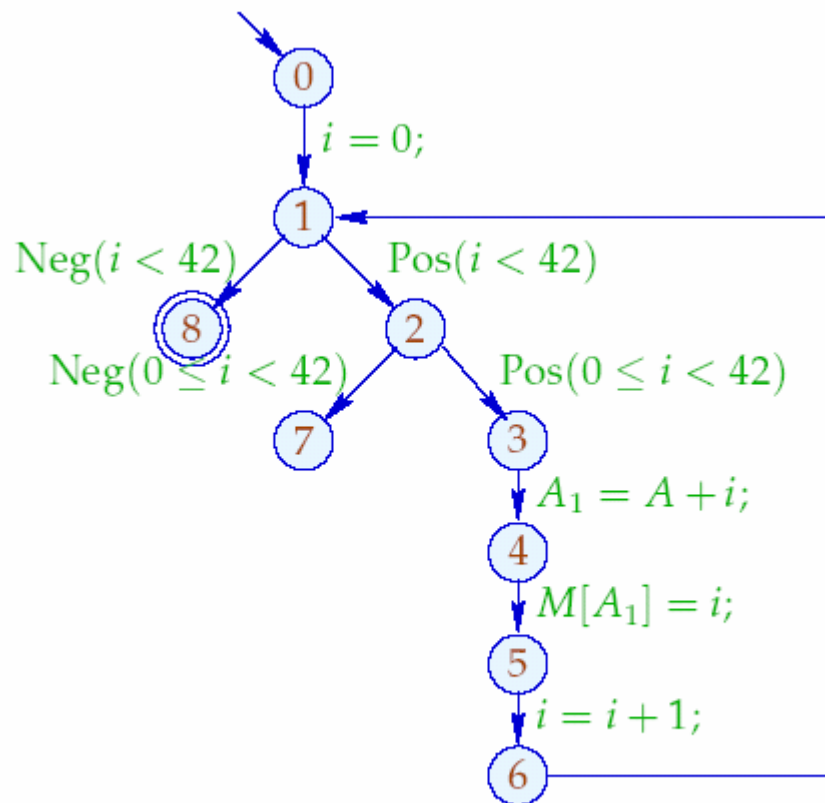 0
i = 0;
1
Neg(i < 42) Pos(i < 42)
8 2
Neg(0 ≤ i < 42) Pos(0 ≤ i < 42)
7 3
A₁ = A + i;
4
M[A₁] = i;
5
i = i + 1;
6